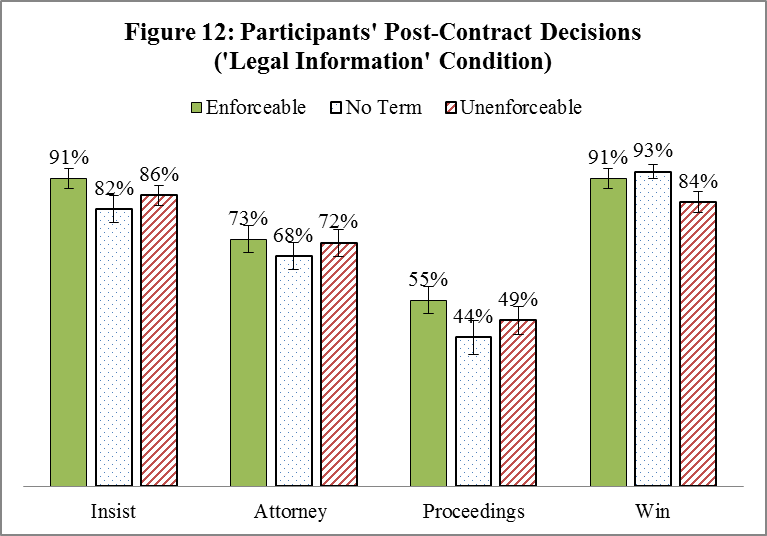 Figure 12: Participants' Post-Contract Decisions
('Legal Information' Condition)
Enforceable No Term Unenforceable
91% 82% 86%
73% 68% 72%
55% 44% 49%
91% 93% 84%
Insist Attorney Proceedings Win